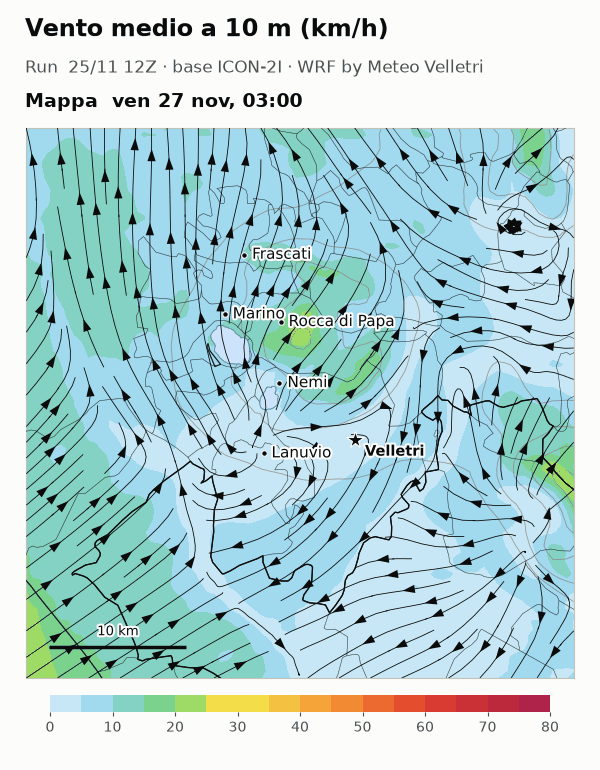 Vento medio a 10 m (km/h)
Run 25/11 12Z · base ICON-2I · WRF by Meteo Velletri
Mappa ven 27 nov, 03:00
Frascati
Marino
Rocca di Papa
Nemi
Velletri
Lanuvio
10 km
0 10 20 30 40 50 60 70 80